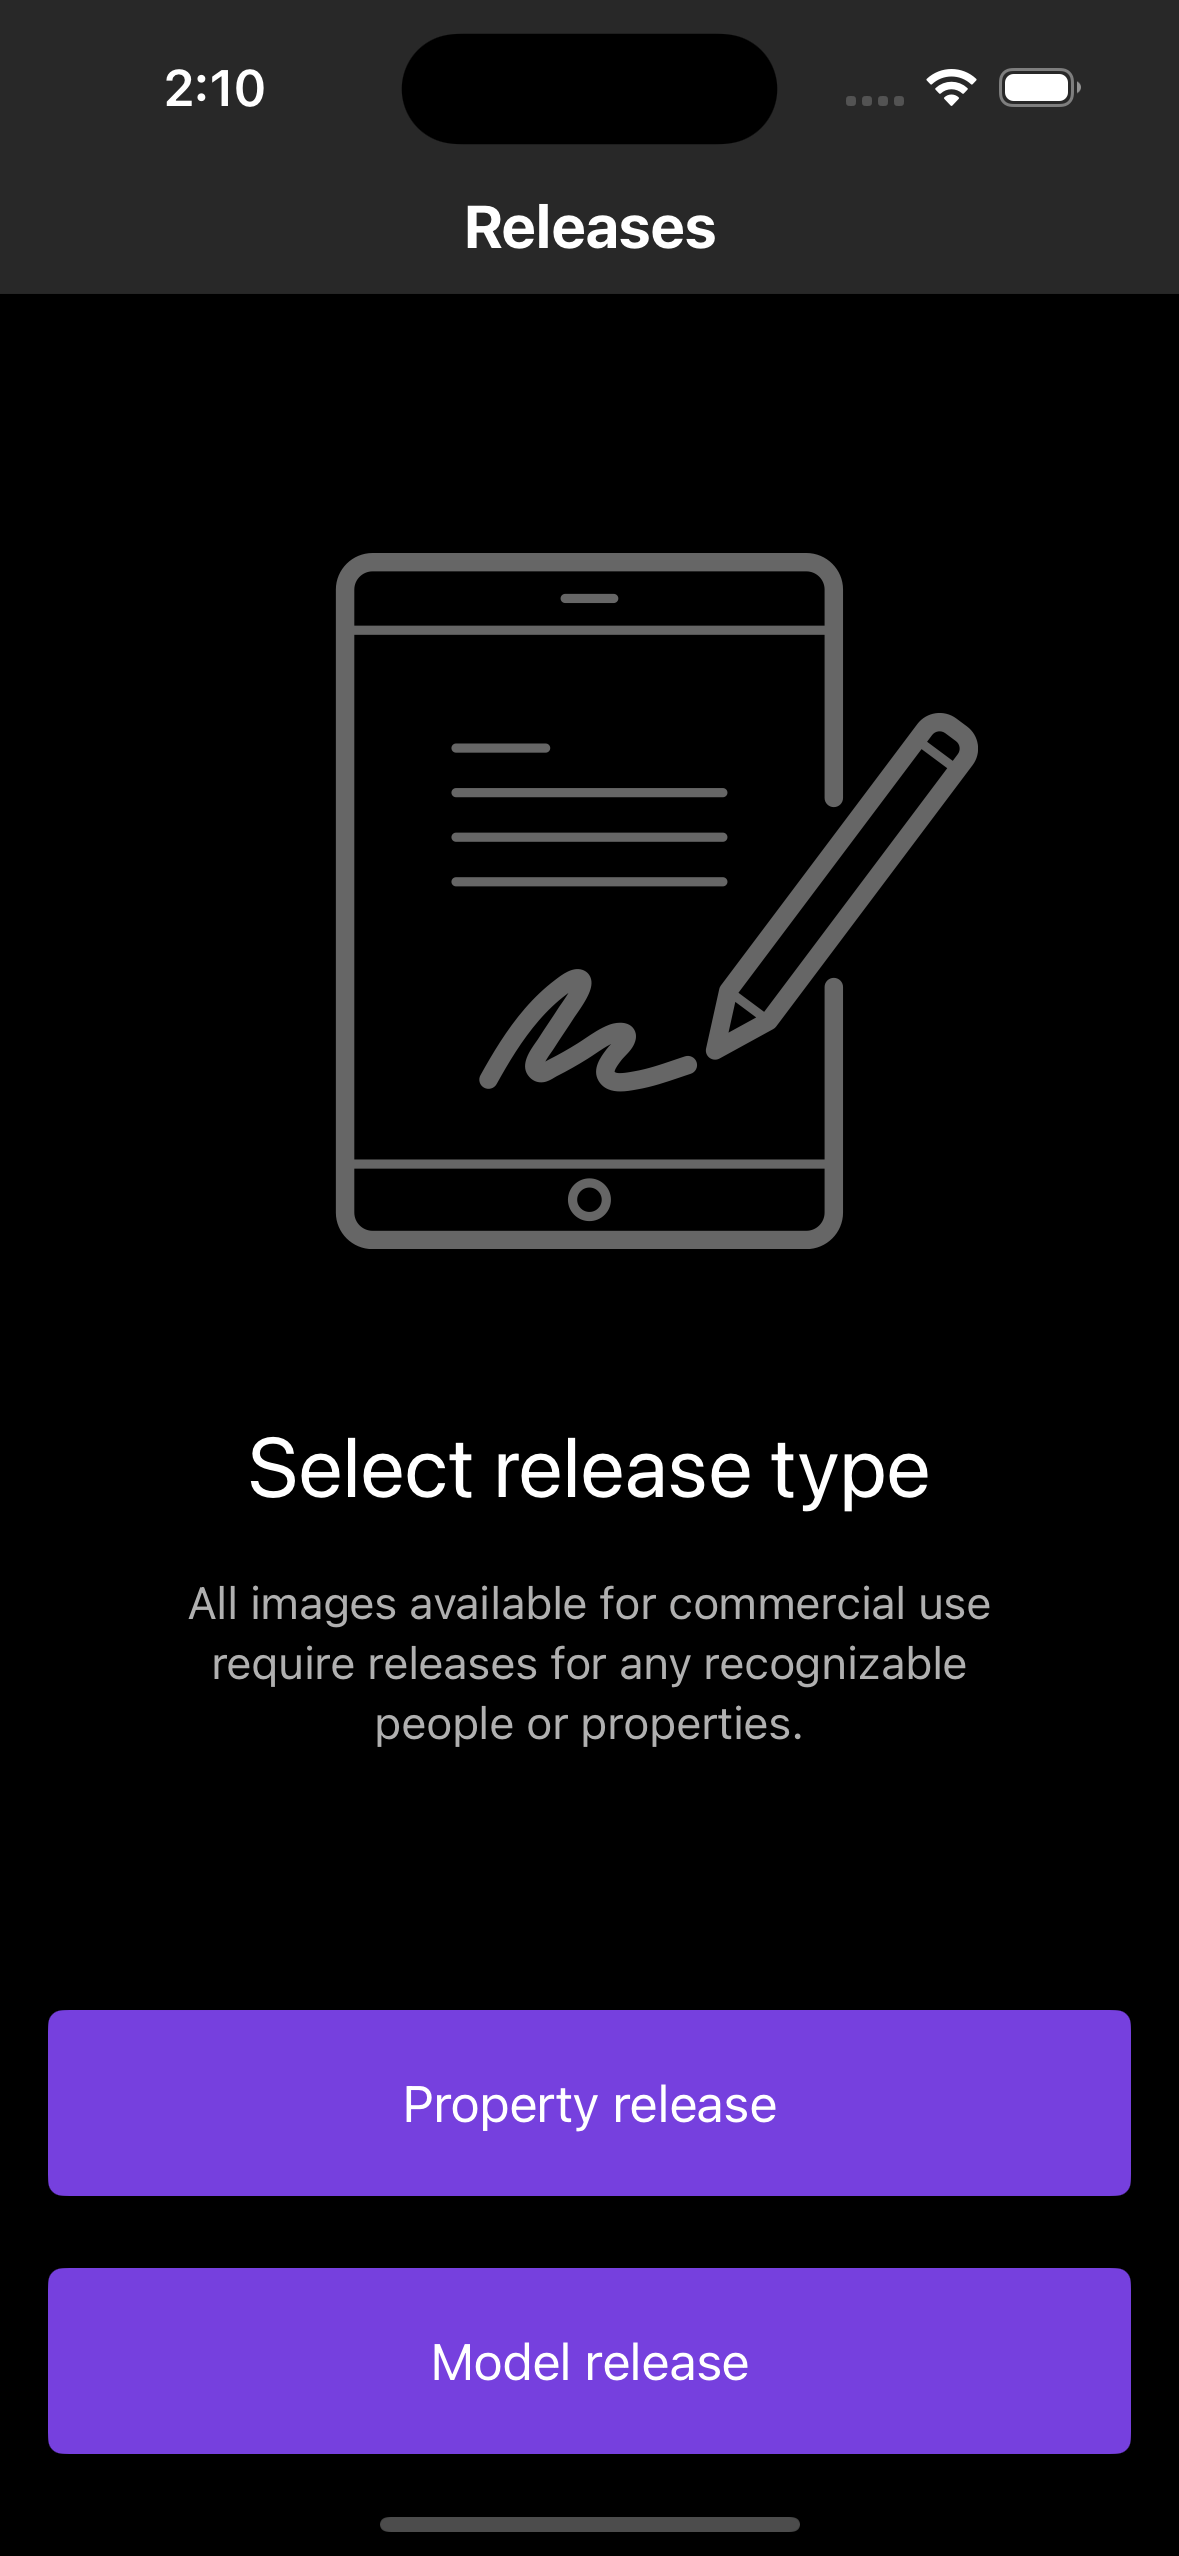 2:10
Releases
Select release type
All images available for commercial use
require releases for any recognizable
people or properties.
Property release
Model release